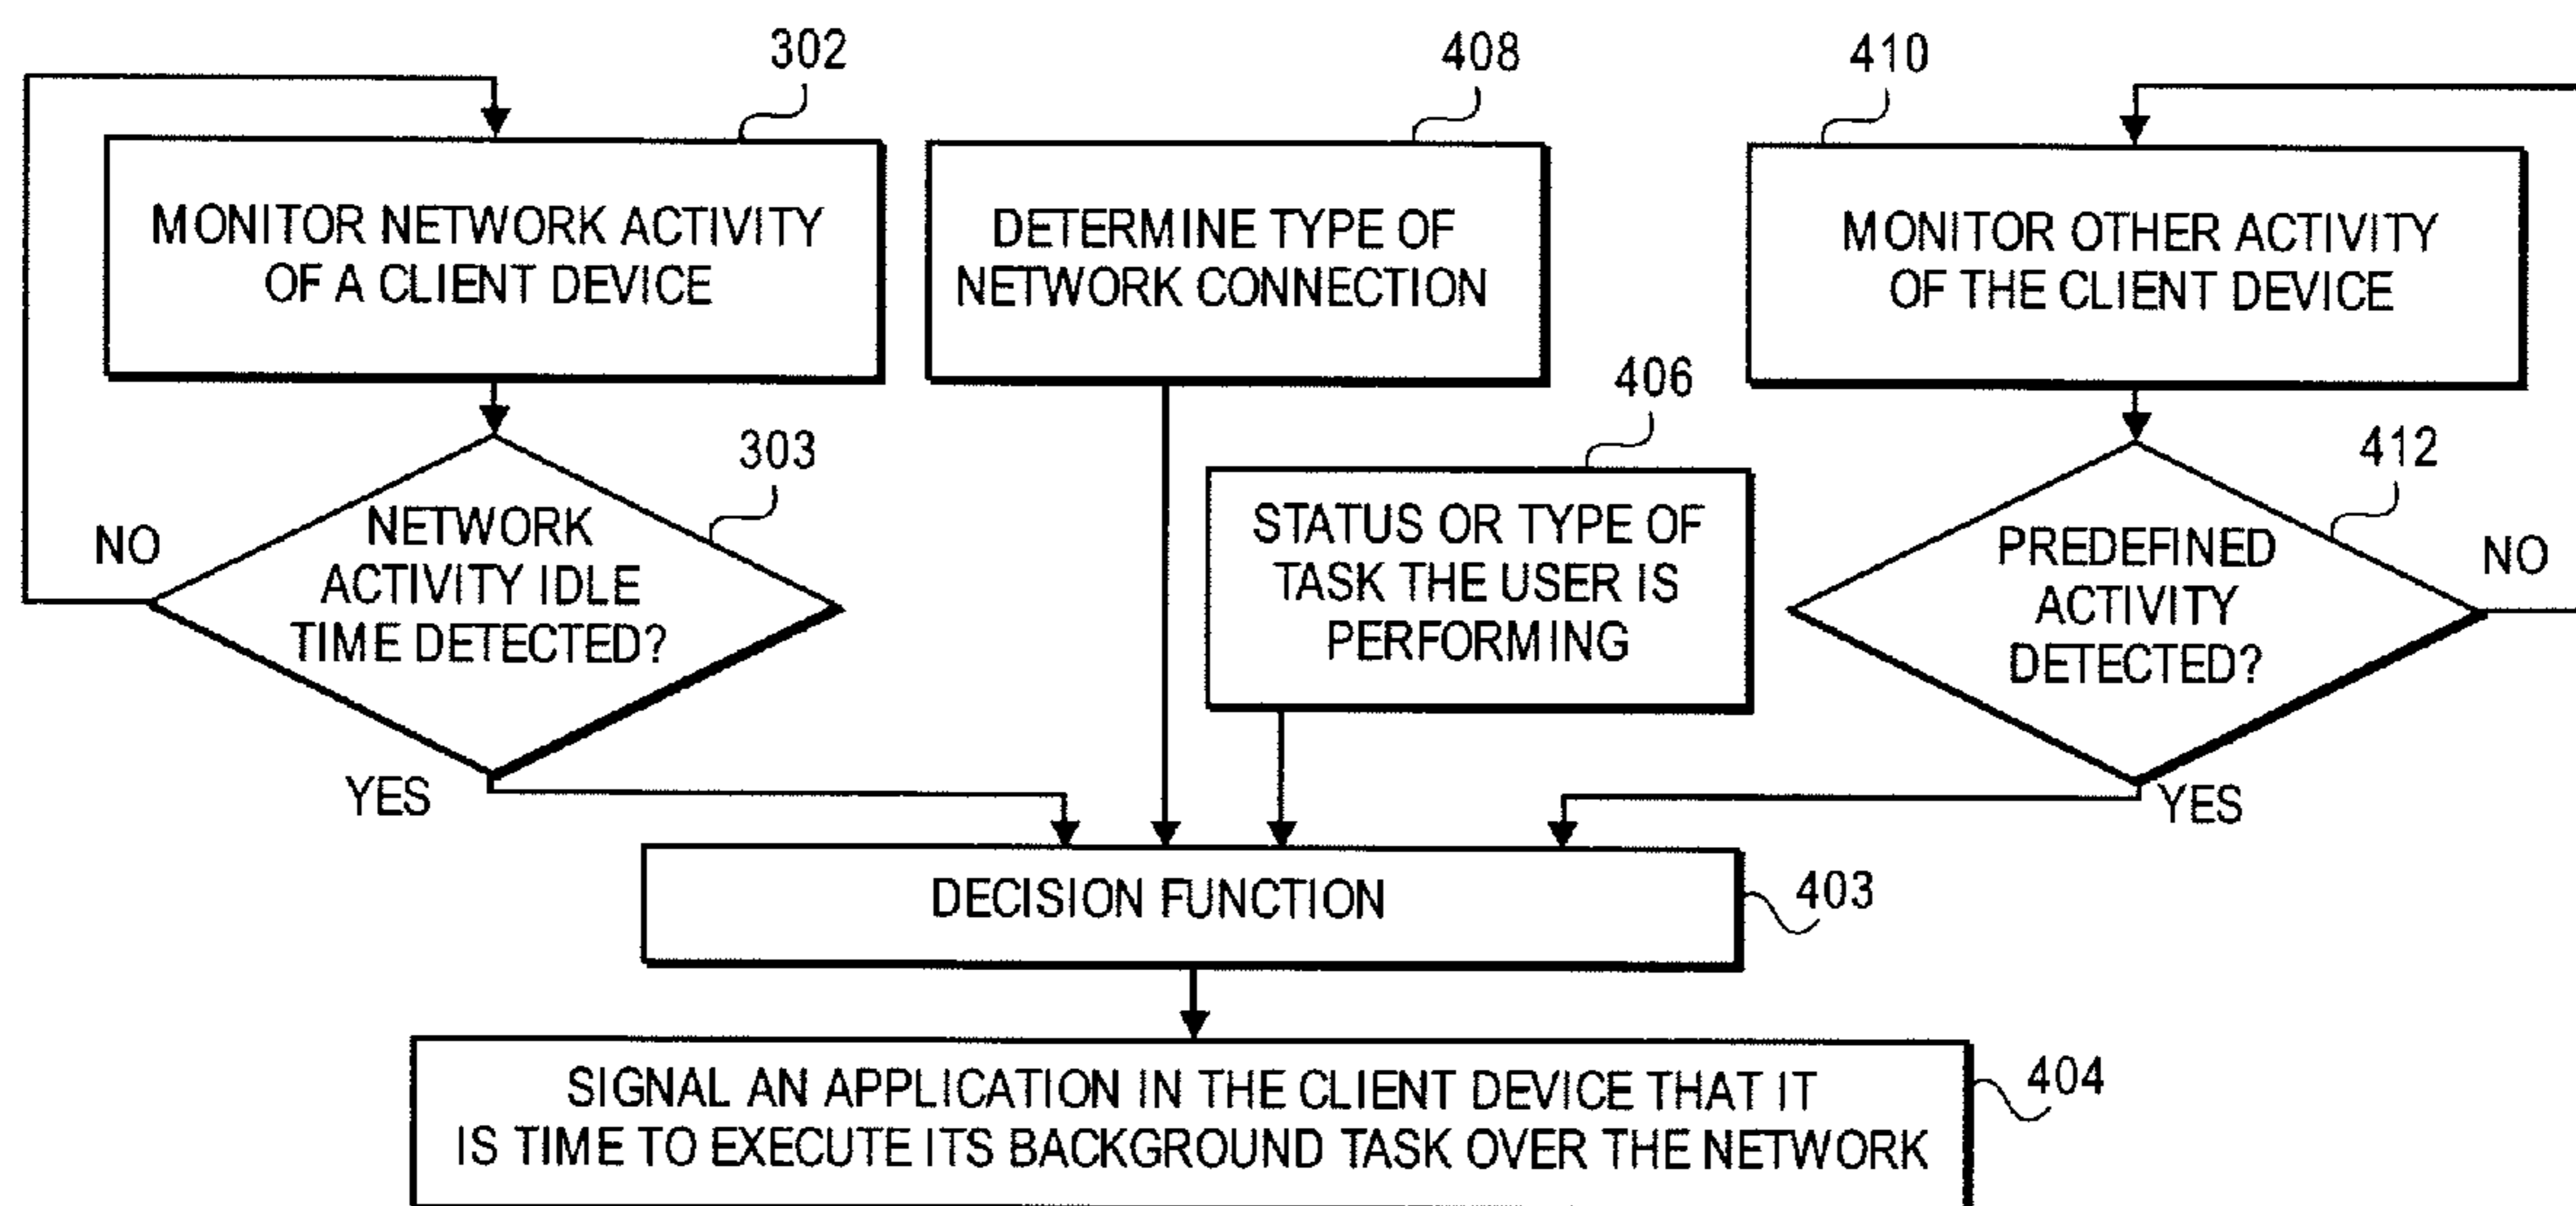 302
408
410
MONITOR NETWORK ACTIVITY
OF A CLIENT DEVICE
DETERMINE TYPE OF
NETWORK CONNECTION
MONITOR OTHER ACTIVITY
OF THE CLIENT DEVICE
406
303
412
NO
NETWORK
ACTIVITY IDLE
TIME DETECTED?
STATUS OR TYPE OF
TASK THE USER IS
PERFORMING
PREDEFINED
ACTIVITY
DETECTED?
NO
YES
YES
DECISION FUNCTION
403
SIGNAL AN APPLICATION IN THE CLIENT DEVICE THAT IT
IS TIME TO EXECUTE ITS BACKGROUND TASK OVER THE NETWORK
404